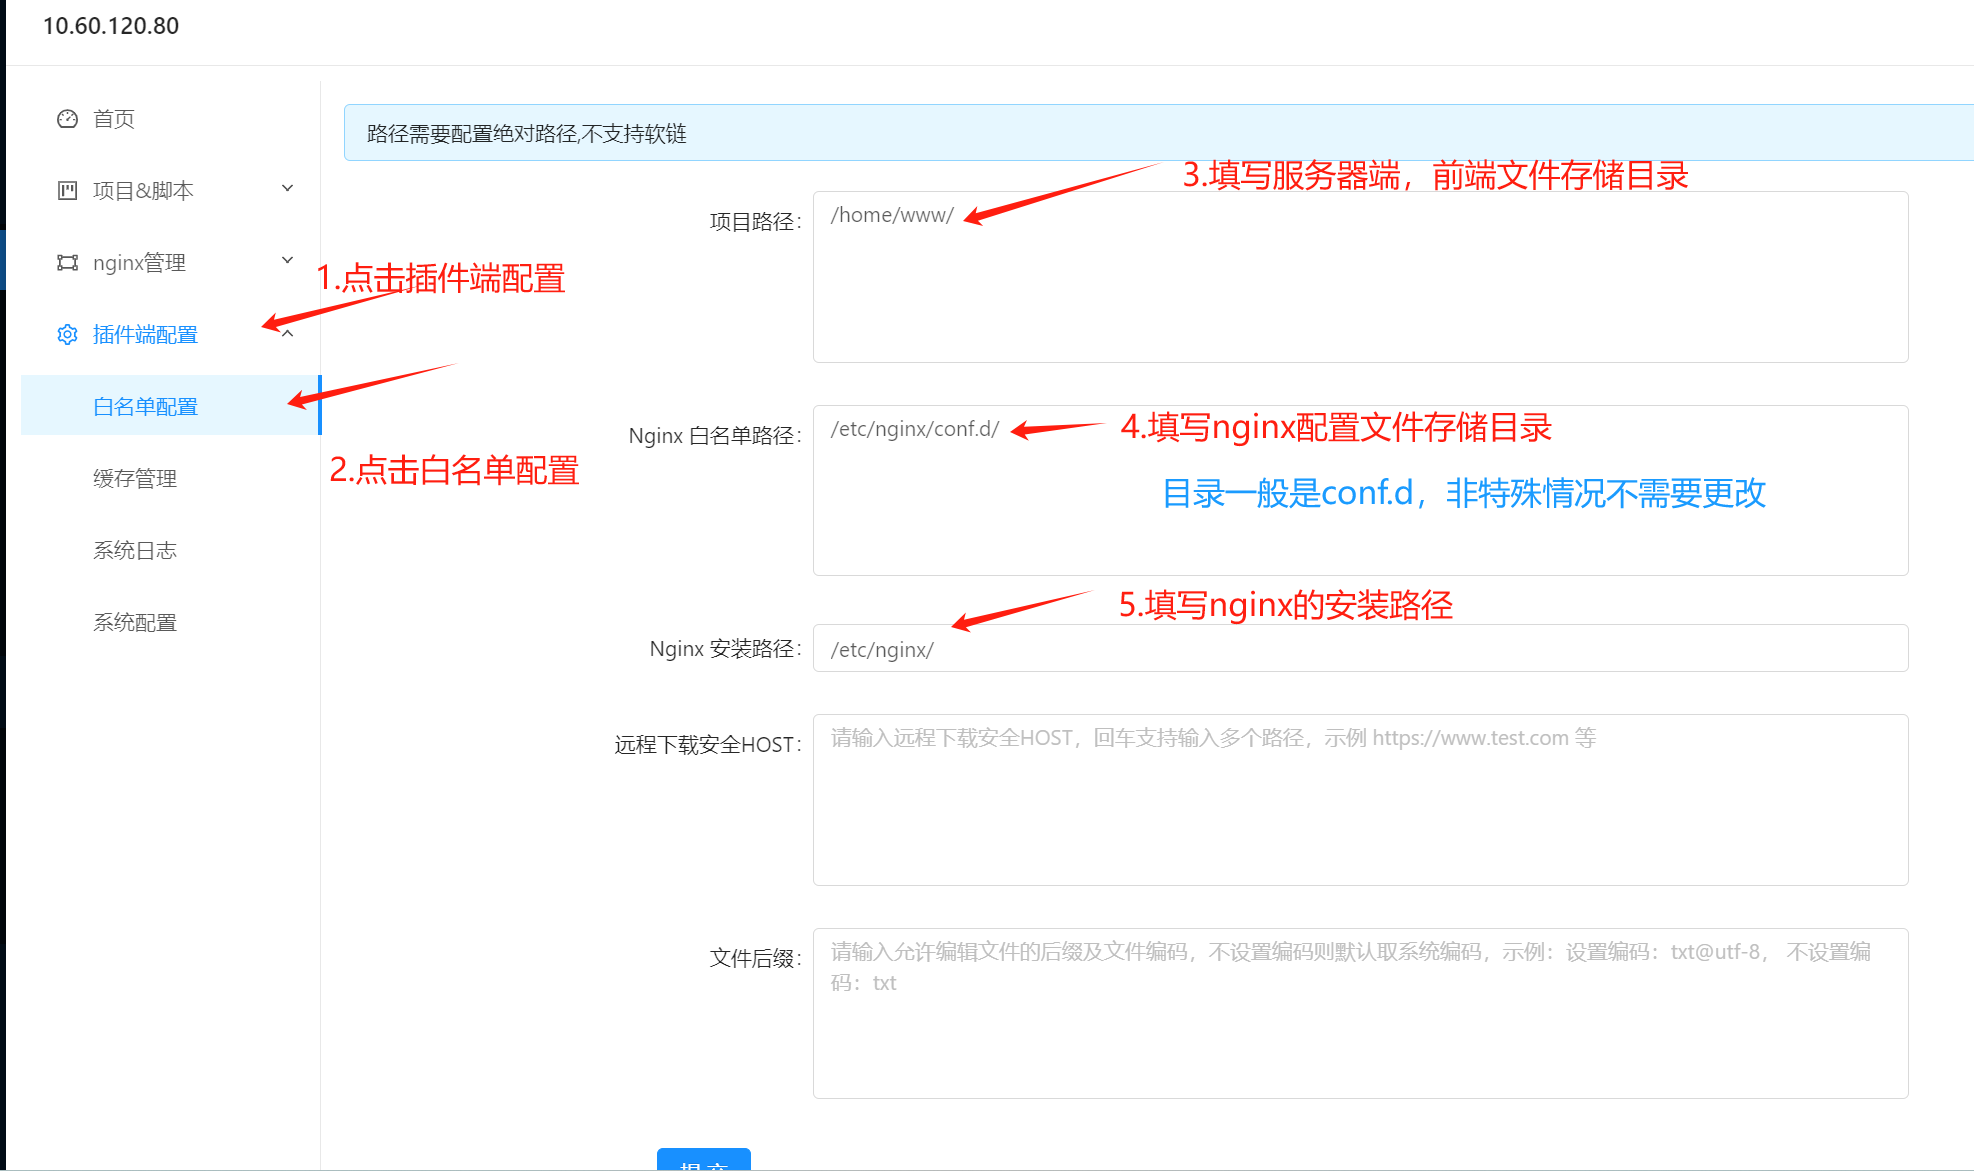 10.60.120.80
首页
项目&脚本
nginx管理
插件端配置
白名单配置
缓存管理
系统日志
系统配置
1.点击插件端配置
2.点击白名单配置
路径需要配置绝对路径,不支持软链
3.填写服务器端，前端文件存储目录
项目路径：
/home/www/
Nginx 白名单路径：
/etc/nginx/conf.d/
4.填写nginx配置文件存储目录
目录一般是conf.d，非特殊情况不需要更改
5.填写nginx的安装路径
Nginx 安装路径：
/etc/nginx/
远程下载安全HOST：
请输入远程下载安全HOST，回车支持输入多个路径，示例 https://www.test.com 等
文件后缀：
请输入允许编辑文件的后缀及文件编码，不设置编码则默认取系统编码，示例：设置编码：txt@utf-8， 不设置编
码：txt
提 交